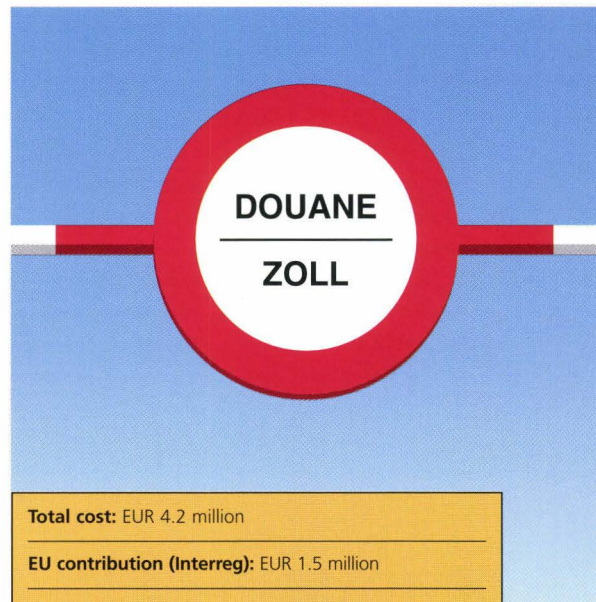 DOUANE
ZOLL
Total cost: EUR 4.2 million
EU contribution (Interreg): EUR 1.5 million